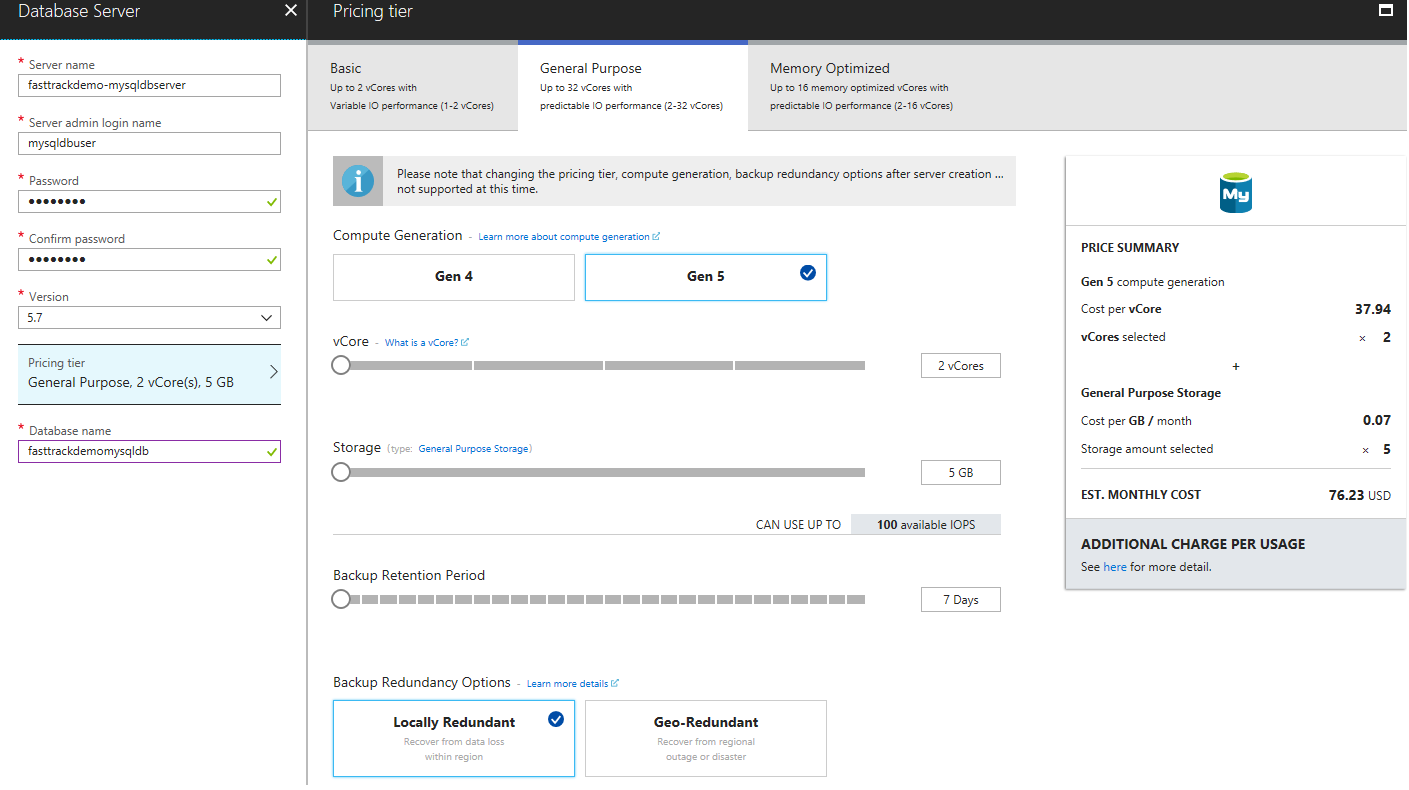 Database Server
* Server name
fasttrackdemo-mysqldbserver
* Server admin login name
mysqldbuser
* Password
••••••••
* Confirm password
••••••••
* Version
5.7
Pricing tier
General Purpose, 2 vCore(s), 5 GB
* Database name
fasttrackdemomysqldb
Pricing tier
Basic
Up to 2 vCores with
Variable IO performance (1-2 vCores)
General Purpose
Up to 32 vCores with
predictable IO performance (2-32 vCores)
Memory Optimized
Up to 16 memory optimized vCores with
predictable IO performance (2-16 vCores)
Please note that changing the pricing tier, compute generation, backup redundancy options after server creation ...
not supported at this time.
Compute Generation - Learn more about compute generation
Gen 4
Gen 5
vCore - What is a vCore?
2 vCores
Storage (type: General Purpose Storage)
5 GB
CAN USE UP TO 100 available IOPS
Backup Retention Period
7 Days
Backup Redundancy Options - Learn more details
Locally Redundant
Recover from data loss
within region
Geo-Redundant
Recover from regional
outage or disaster
My
PRICE SUMMARY
Gen 5 compute generation
Cost per vCore 37.94
vCores selected × 2
+
General Purpose Storage
Cost per GB / month 0.07
Storage amount selected × 5
EST. MONTHLY COST 76.23 USD
ADDITIONAL CHARGE PER USAGE
See here for more detail.